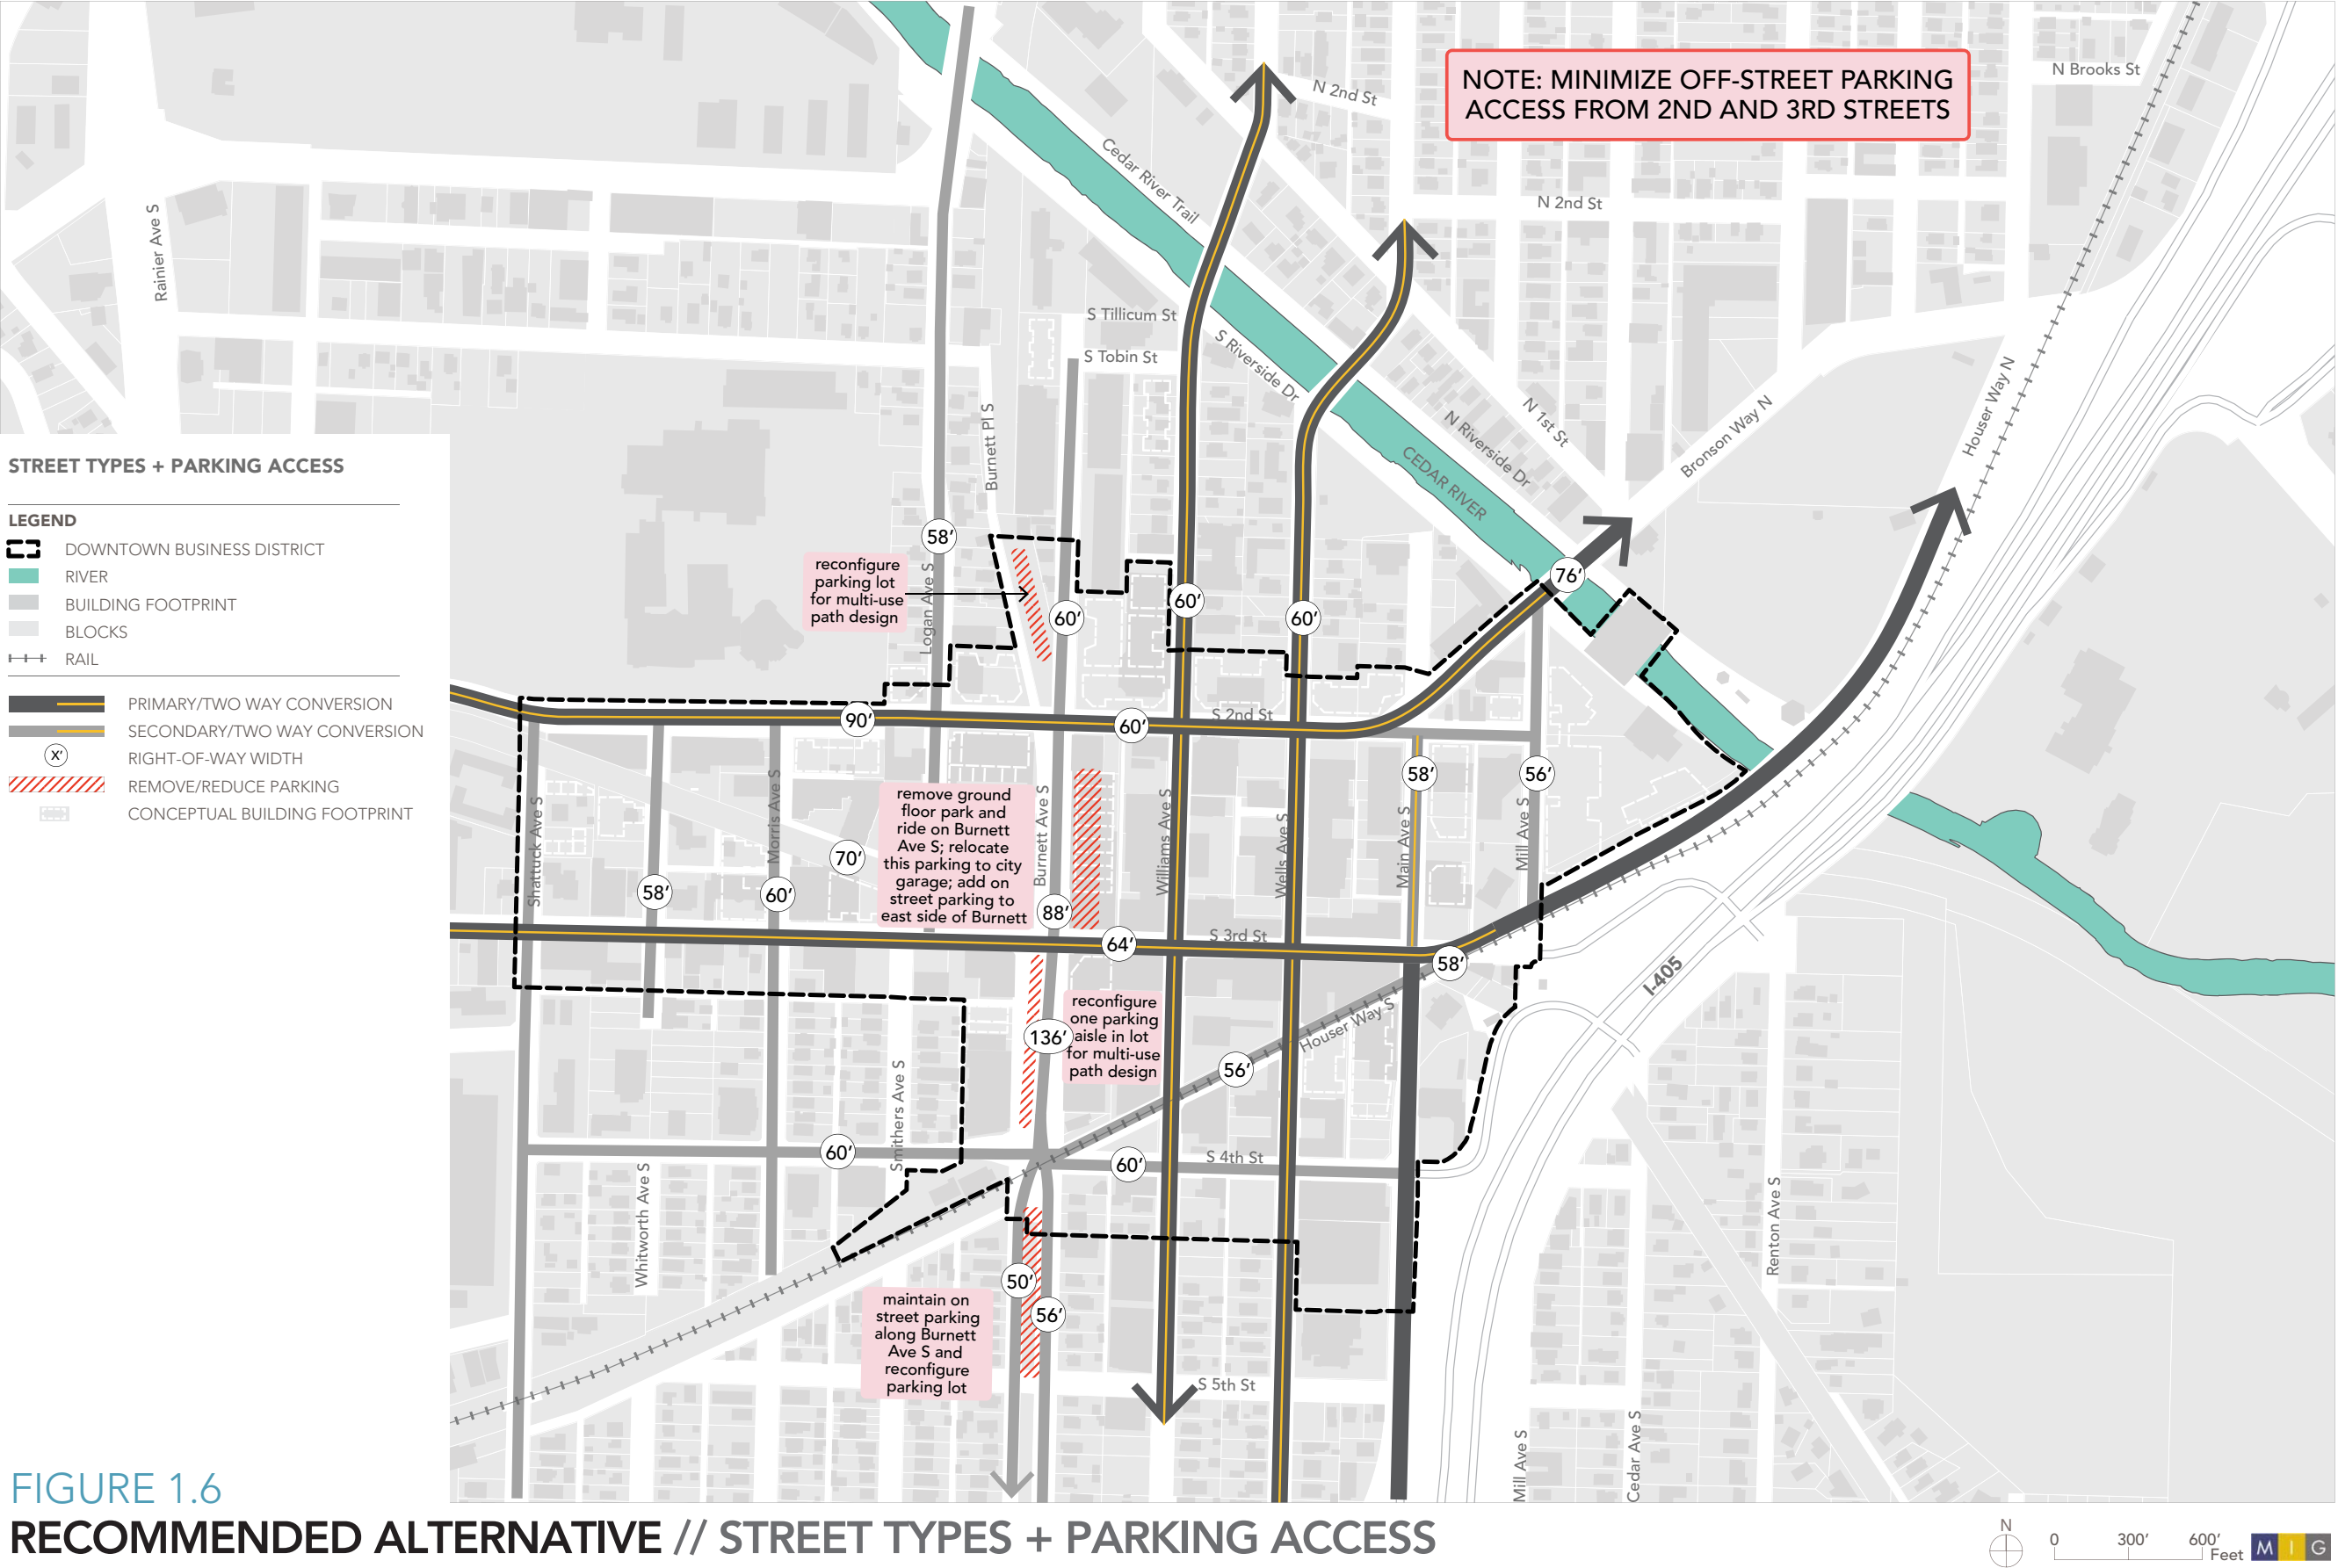 NOTE: MINIMIZE OFF-STREET PARKING
ACCESS FROM 2ND AND 3RD STREETS
N Brooks St
N 2nd St
N 2nd St
Cedar River Trail
Rainier Ave S
S Tillicum St
S Tobin St
S Riverside Dr
N Riverside Dr
N 1st St
CEDAR RIVER
Bronson Way N
Houser Way N
Burnett Pl S
Logan Ave S
STREET TYPES + PARKING ACCESS
LEGEND
DOWNTOWN BUSINESS DISTRICT
RIVER
BUILDING FOOTPRINT
BLOCKS
RAIL
PRIMARY/TWO WAY CONVERSION
SECONDARY/TWO WAY CONVERSION
X'
RIGHT-OF-WAY WIDTH
REMOVE/REDUCE PARKING
CONCEPTUAL BUILDING FOOTPRINT
58'
reconfigure
parking lot
for multi-use
path design
60'
60'
60'
76'
90'
60'
S 2nd St
58'
56'
remove ground
floor park and
ride on Burnett
Ave S; relocate
this parking to city
garage; add on
street parking to
east side of Burnett
Shattuck Ave S
Morris Ave S
Burnett Ave S
Williams Ave S
Wells Ave S
Main Ave S
Mill Ave S
70'
58'
60'
88'
64'
S 3rd St
58'
I-405
reconfigure
one parking
aisle in lot
for multi-use
path design
136'
Houser Way S
56'
Smithers Ave S
60'
60'
S 4th St
Whitworth Ave S
Renton Ave S
50'
56'
maintain on
street parking
along Burnett
Ave S and
reconfigure
parking lot
S 5th St
Mill Ave S
Cedar Ave S
FIGURE 1.6
RECOMMENDED ALTERNATIVE // STREET TYPES + PARKING ACCESS
N
0 300' 600'
Feet
M I G